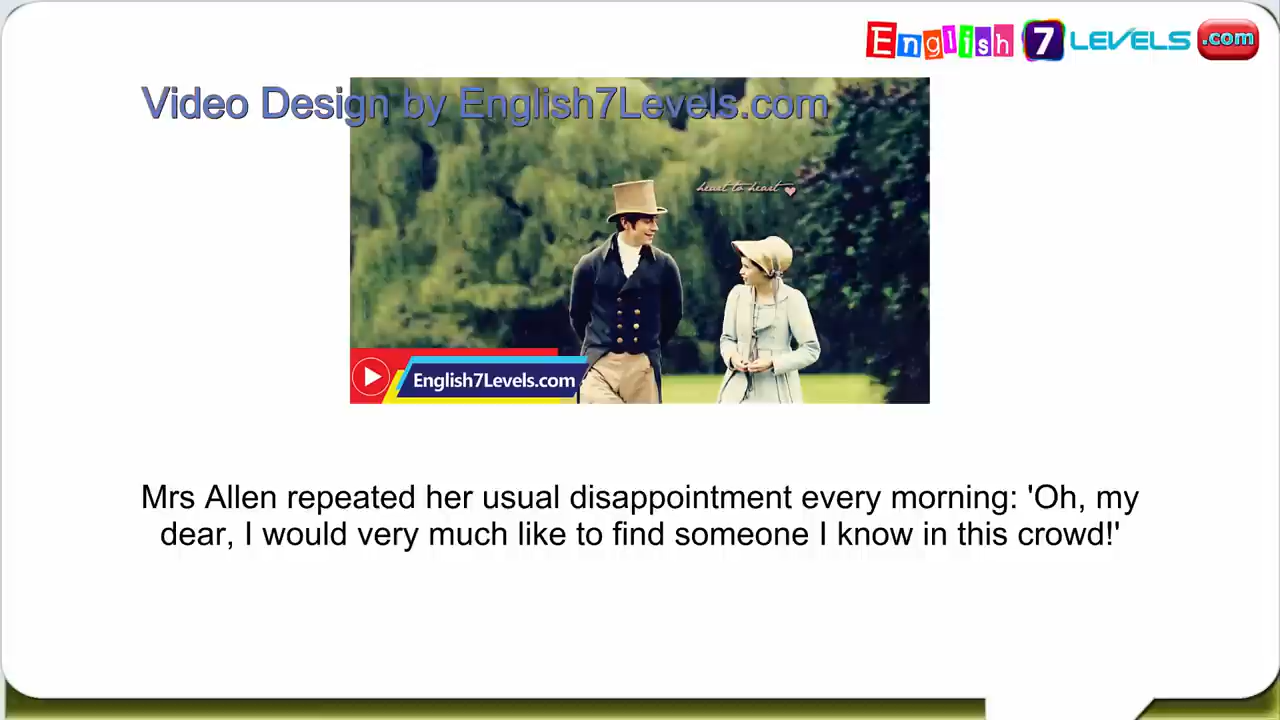 English 7 LEVELS .com
Video Design by English7Levels.com
heart to heart
English7Levels.com
Mrs Allen repeated her usual disappointment every morning: 'Oh, my
dear, I would very much like to find someone I know in this crowd!'